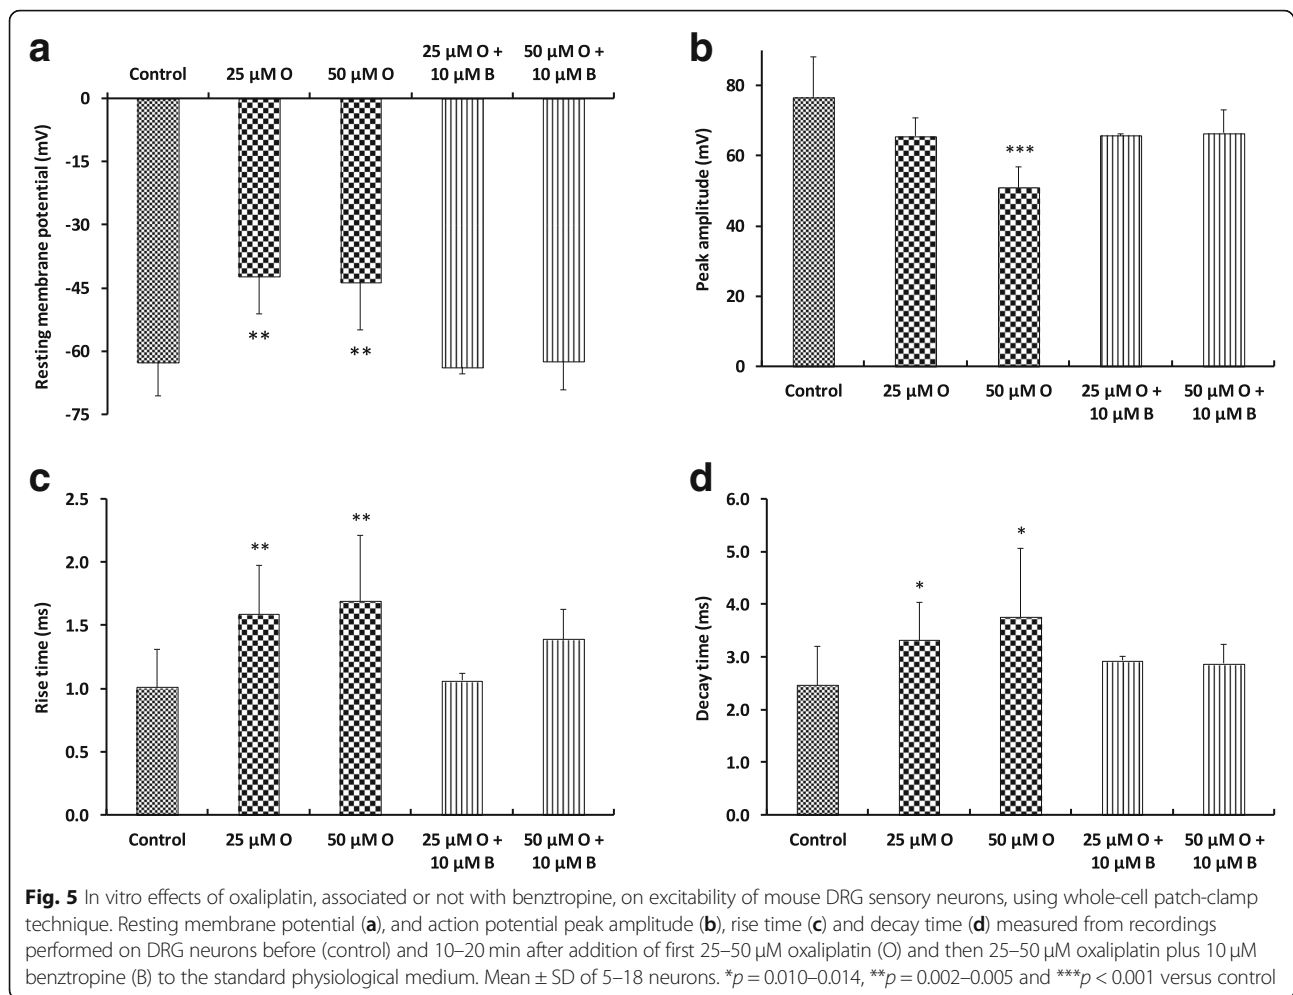 a
Control
25 µM O
50 µM O
25 µM O +
10 µM B
50 µM O +
10 µM B
Resting membrane potential (mV)
0
-15
-30
-45
-60
-75
**
**
b
Peak amplitude (mV)
80
60
40
20
0
***
Control
25 µM O
50 µM O
25 µM O +
10 µM B
50 µM O +
10 µM B
c
Rise time (ms)
2.5
2.0
1.5
1.0
0.5
0.0
**
**
Control
25 µM O
50 µM O
25 µM O +
10 µM B
50 µM O +
10 µM B
d
Decay time (ms)
6.0
5.0
4.0
3.0
2.0
1.0
0.0
*
*
Control
25 µM O
50 µM O
25 µM O +
10 µM B
50 µM O +
10 µM B
Fig. 5 In vitro effects of oxaliplatin, associated or not with benztropine, on excitability of mouse DRG sensory neurons, using whole-cell patch-clamp
technique. Resting membrane potential (a), and action potential peak amplitude (b), rise time (c) and decay time (d) measured from recordings
performed on DRG neurons before (control) and 10–20 min after addition of first 25–50 µM oxaliplatin (O) and then 25–50 µM oxaliplatin plus 10 µM
benztropine (B) to the standard physiological medium. Mean ± SD of 5–18 neurons. *p = 0.010–0.014, **p = 0.002–0.005 and ***p < 0.001 versus control